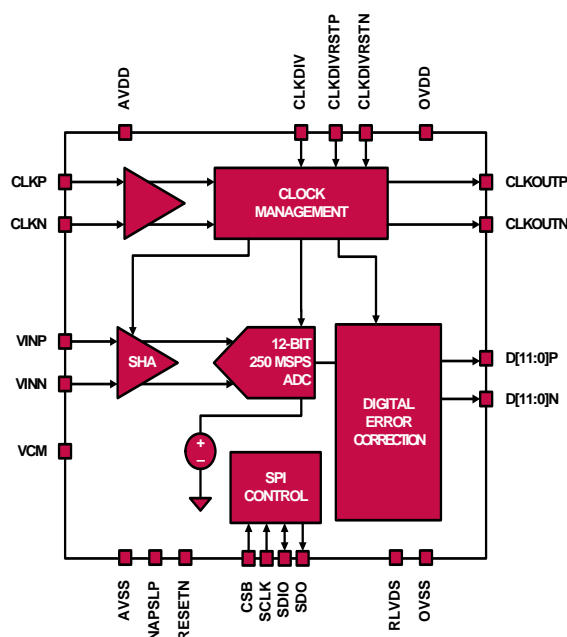 AVDD
CLKDIV
CLKDIVRSTP
CLKDIVRSTN
OVDD
CLKP
CLKN
CLOCK
MANAGEMENT
CLKOUTP
CLKOUTN
VINP
VINN
SHA
12-BIT
250 MSPS
ADC
DIGITAL
ERROR
CORRECTION
D[11:0]P
D[11:0]N
VCM
+
–
SPI
CONTROL
AVSS
NAPSLP
RESETN
CSB
SCLK
SDIO
SDO
RLVDS
OVSS